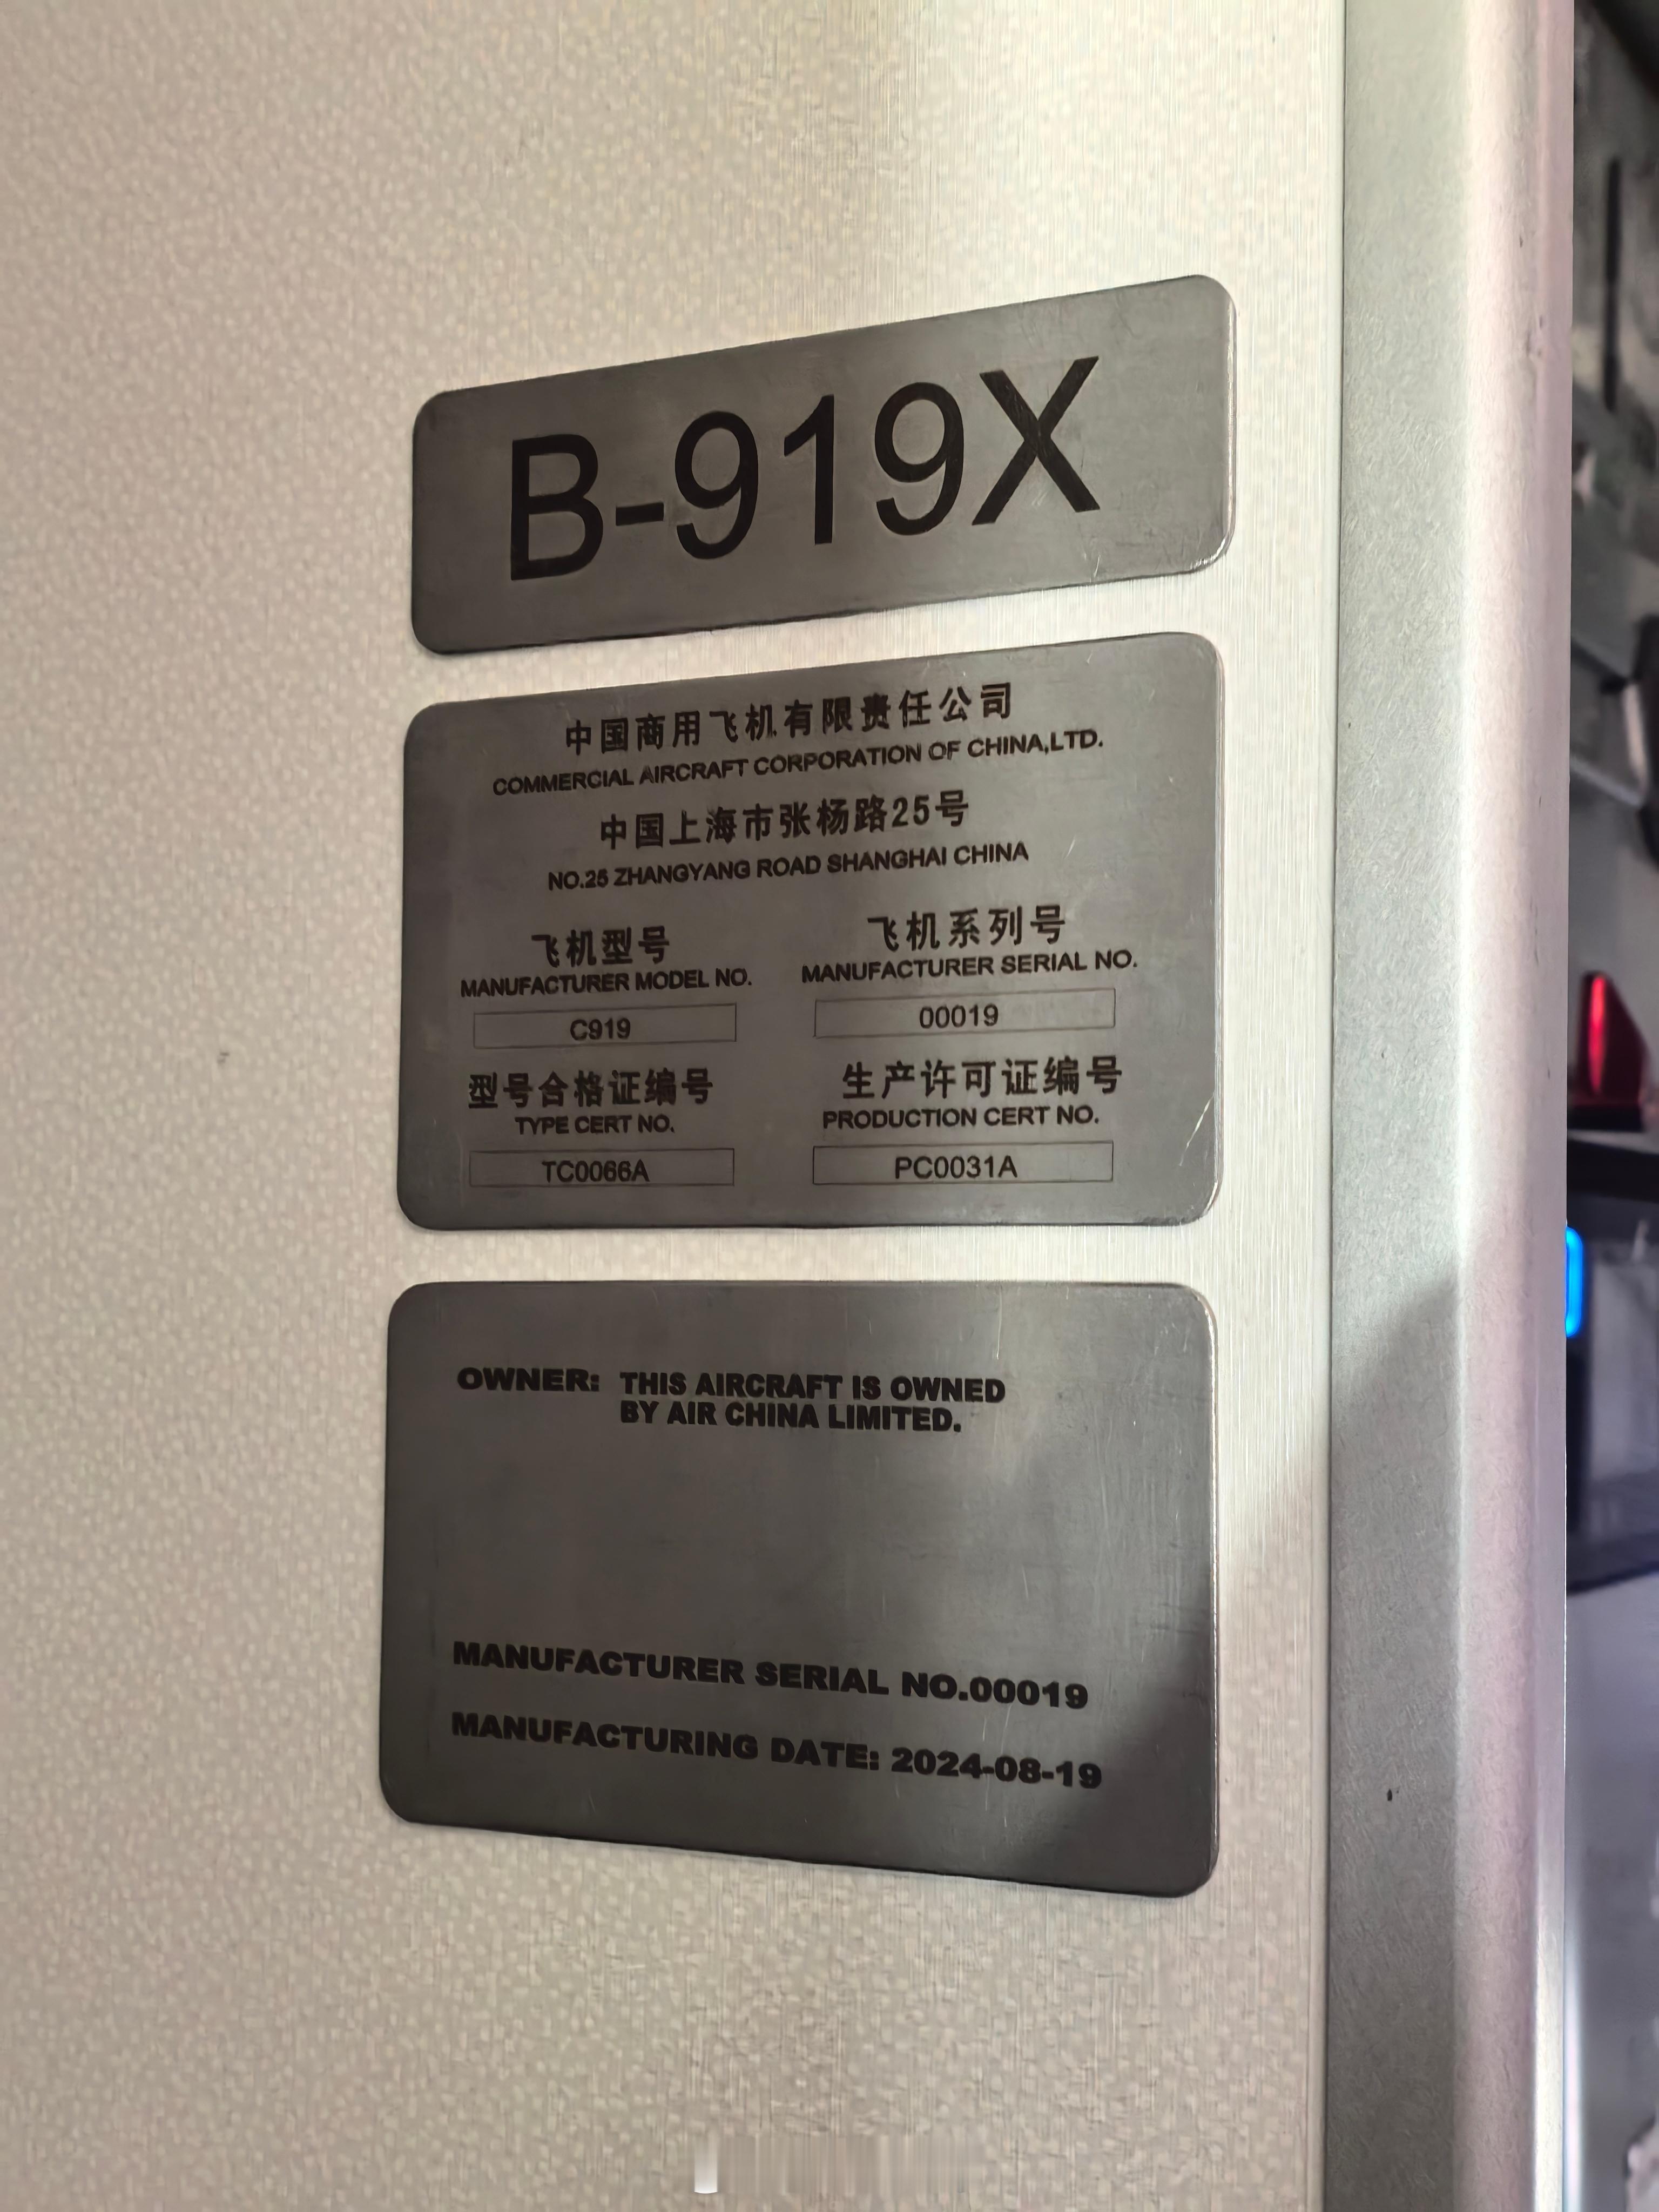 B-919X
中国商用飞机有限责任公司
COMMERCIAL AIRCRAFT CORPORATION OF CHINA,LTD.
中国上海市张杨路25号
NO.25 ZHANGYANG ROAD SHANGHAI CHINA
飞机型号 飞机系列号
MANUFACTURER MODEL NO. MANUFACTURER SERIAL NO.
C919 00019
型号合格证编号 生产许可证编号
TYPE CERT NO. PRODUCTION CERT NO.
TC0066A PC0031A
OWNER: THIS AIRCRAFT IS OWNED
BY AIR CHINA LIMITED.
MANUFACTURER SERIAL NO.00019
MANUFACTURING DATE: 2024-08-19